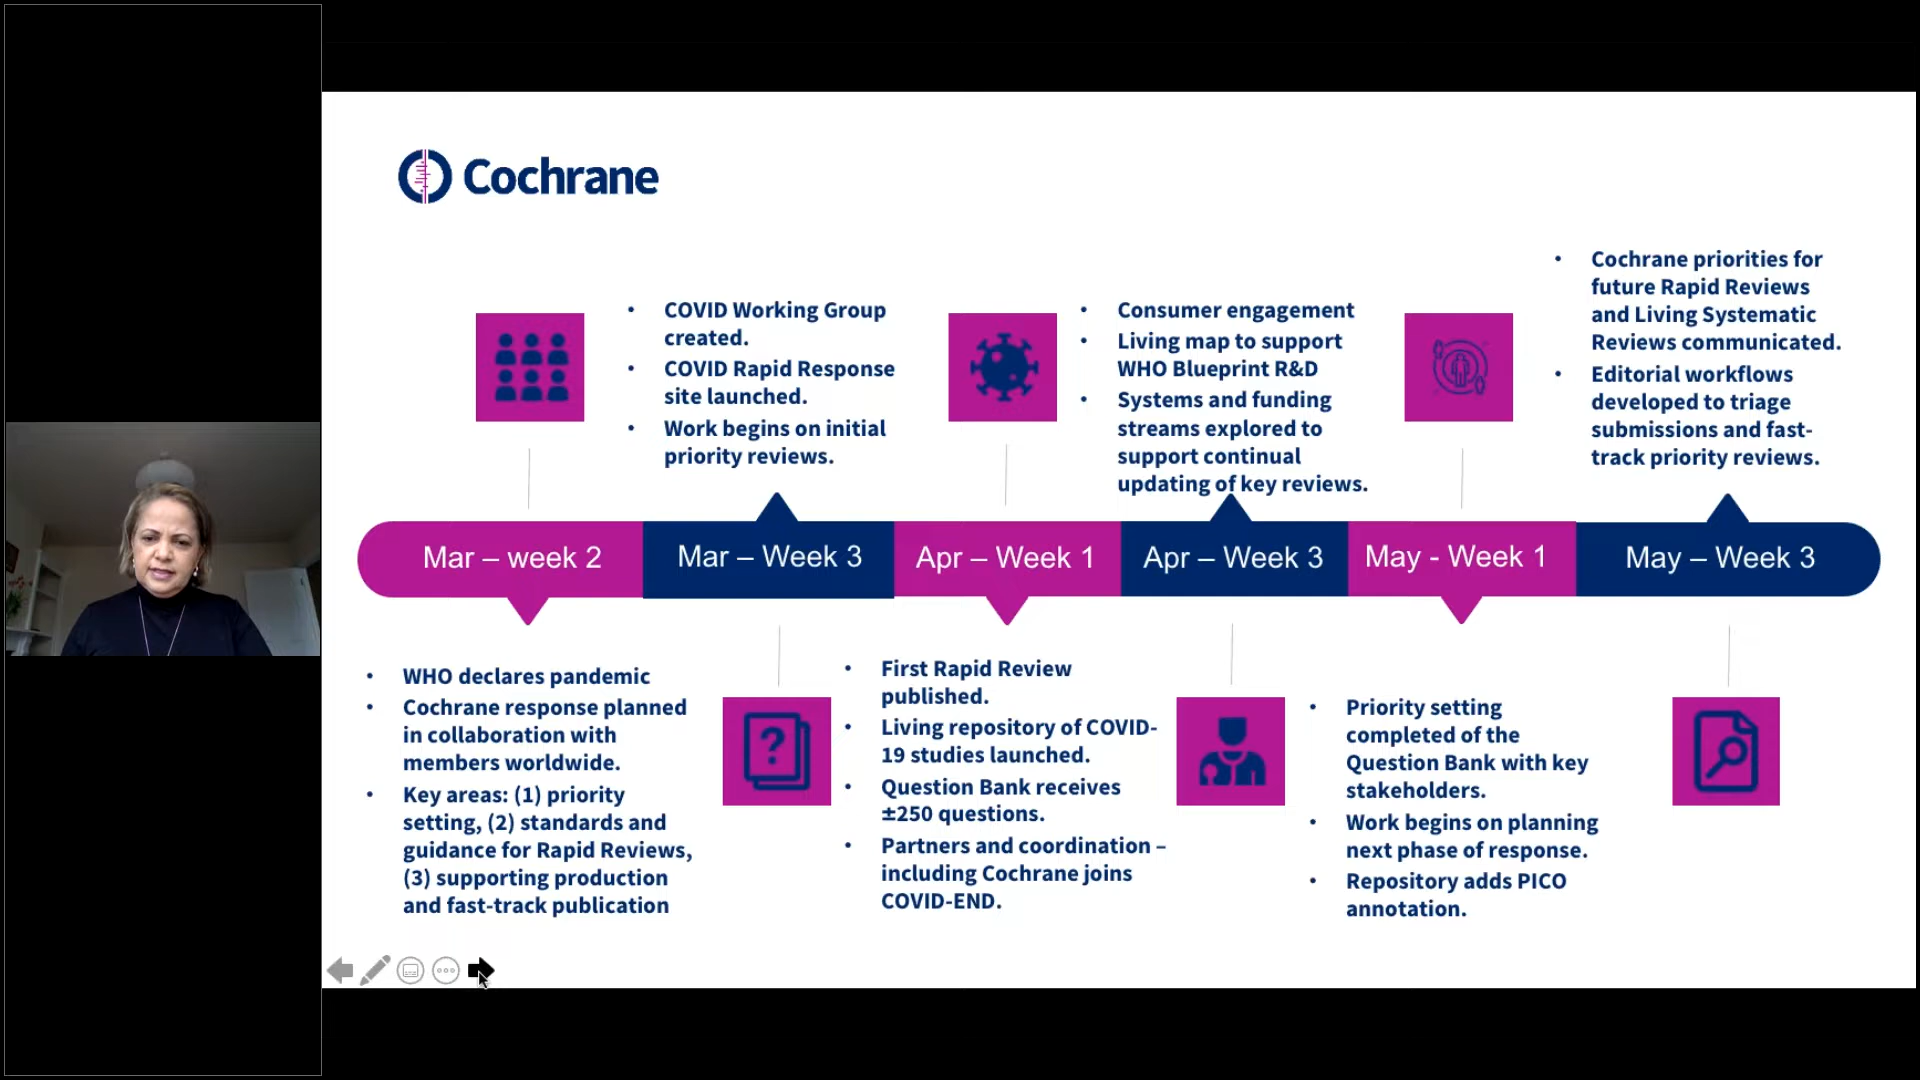 Cochrane
• COVID Working Group
created.
• COVID Rapid Response
site launched.
• Work begins on initial
priority reviews.
• Consumer engagement
• Living map to support
WHO Blueprint R&D
• Systems and funding
streams explored to
support continual
updating of key reviews.
• Cochrane priorities for
future Rapid Reviews
and Living Systematic
Reviews communicated.
• Editorial workflows
developed to triage
submissions and fast-
track priority reviews.
Mar – week 2
Mar – Week 3
Apr – Week 1
Apr – Week 3
May - Week 1
May – Week 3
• WHO declares pandemic
• Cochrane response planned
in collaboration with
members worldwide.
• Key areas: (1) priority
setting, (2) standards and
guidance for Rapid Reviews,
(3) supporting production
and fast-track publication
?
• First Rapid Review
published.
• Living repository of COVID-
19 studies launched.
• Question Bank receives
±250 questions.
• Partners and coordination –
including Cochrane joins
COVID-END.
• Priority setting
completed of the
Question Bank with key
stakeholders.
• Work begins on planning
next phase of response.
• Repository adds PICO
annotation.